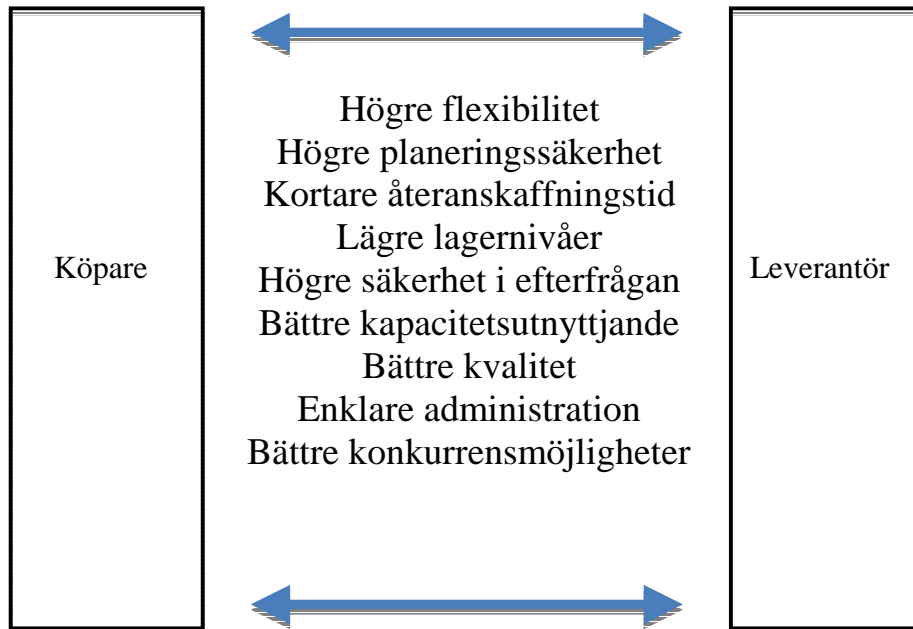 Högre flexibilitet
Högre planeringssäkerhet
Kortare återanskaffningstid
Lägre lagernivåer
Köpare
Högre säkerhet i efterfrågan
Leverantör
Bättre kapacitetsutnyttjande
Bättre kvalitet
Enklare administration
Bättre konkurrensmöjligheter